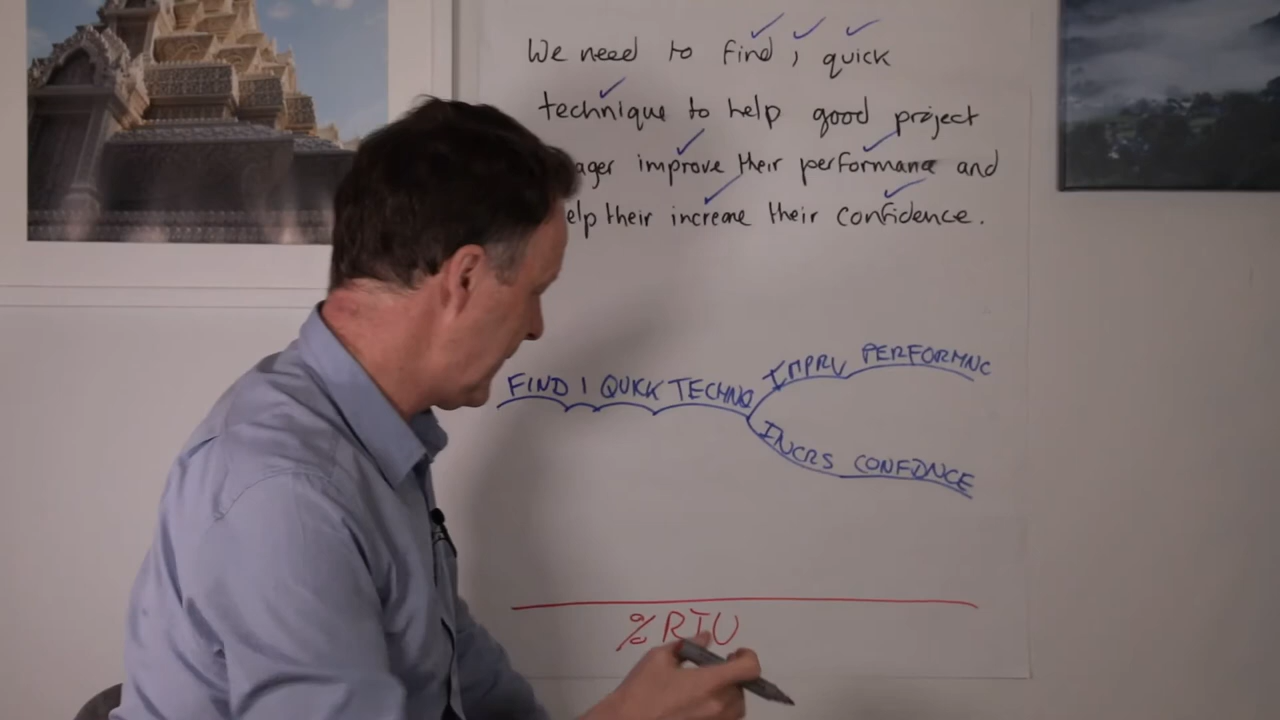 We need to find 1 quick
technique to help good project
ager improve their performance and
elp their increase their confidence.
IMPRV PERFORMNC
FIND 1 QUICK TECHNQ
INCRS CONFDNCE
% RTU